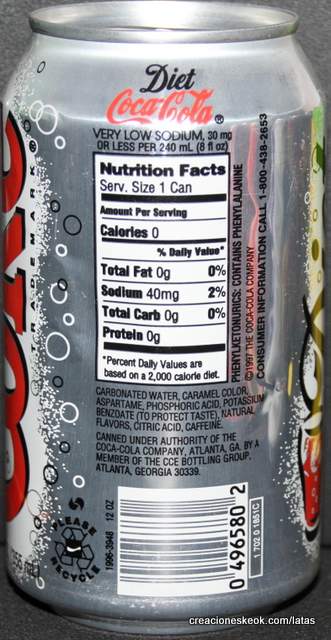 Diet
Coca-Cola®
VERY LOW SODIUM, 30 mg
OR LESS PER 240 mL (8 fl oz)
Nutrition Facts
Serv. Size 1 Can
Amount Per Serving
Calories 0
% Daily Value*
Total Fat 0g 0%
Sodium 40mg 2%
Total Carb 0g 0%
Protein 0g
*Percent Daily Values are
based on a 2,000 calorie diet.
PHENYLKETONURICS: CONTAINS PHENYLALANINE
©1997 THE COCA-COLA COMPANY
CONSUMER INFORMATION CALL 1-800-438-2653
CARBONATED WATER, CARAMEL COLOR,
ASPARTAME, PHOSPHORIC ACID, POTASSIUM
BENZOATE (TO PROTECT TASTE), NATURAL
FLAVORS, CITRIC ACID, CAFFEINE.
CANNED UNDER AUTHORITY OF THE
COCA-COLA COMPANY, ATLANTA, GA. BY A
MEMBER OF THE CCE BOTTLING GROUP,
ATLANTA, GEORGIA 30339.
TRADEMARK ®
PLEASE
RECYCLE
1996-3948 12 OZ
0 496580 2
1 702 0 1851C
creacioneskeok.com/latas